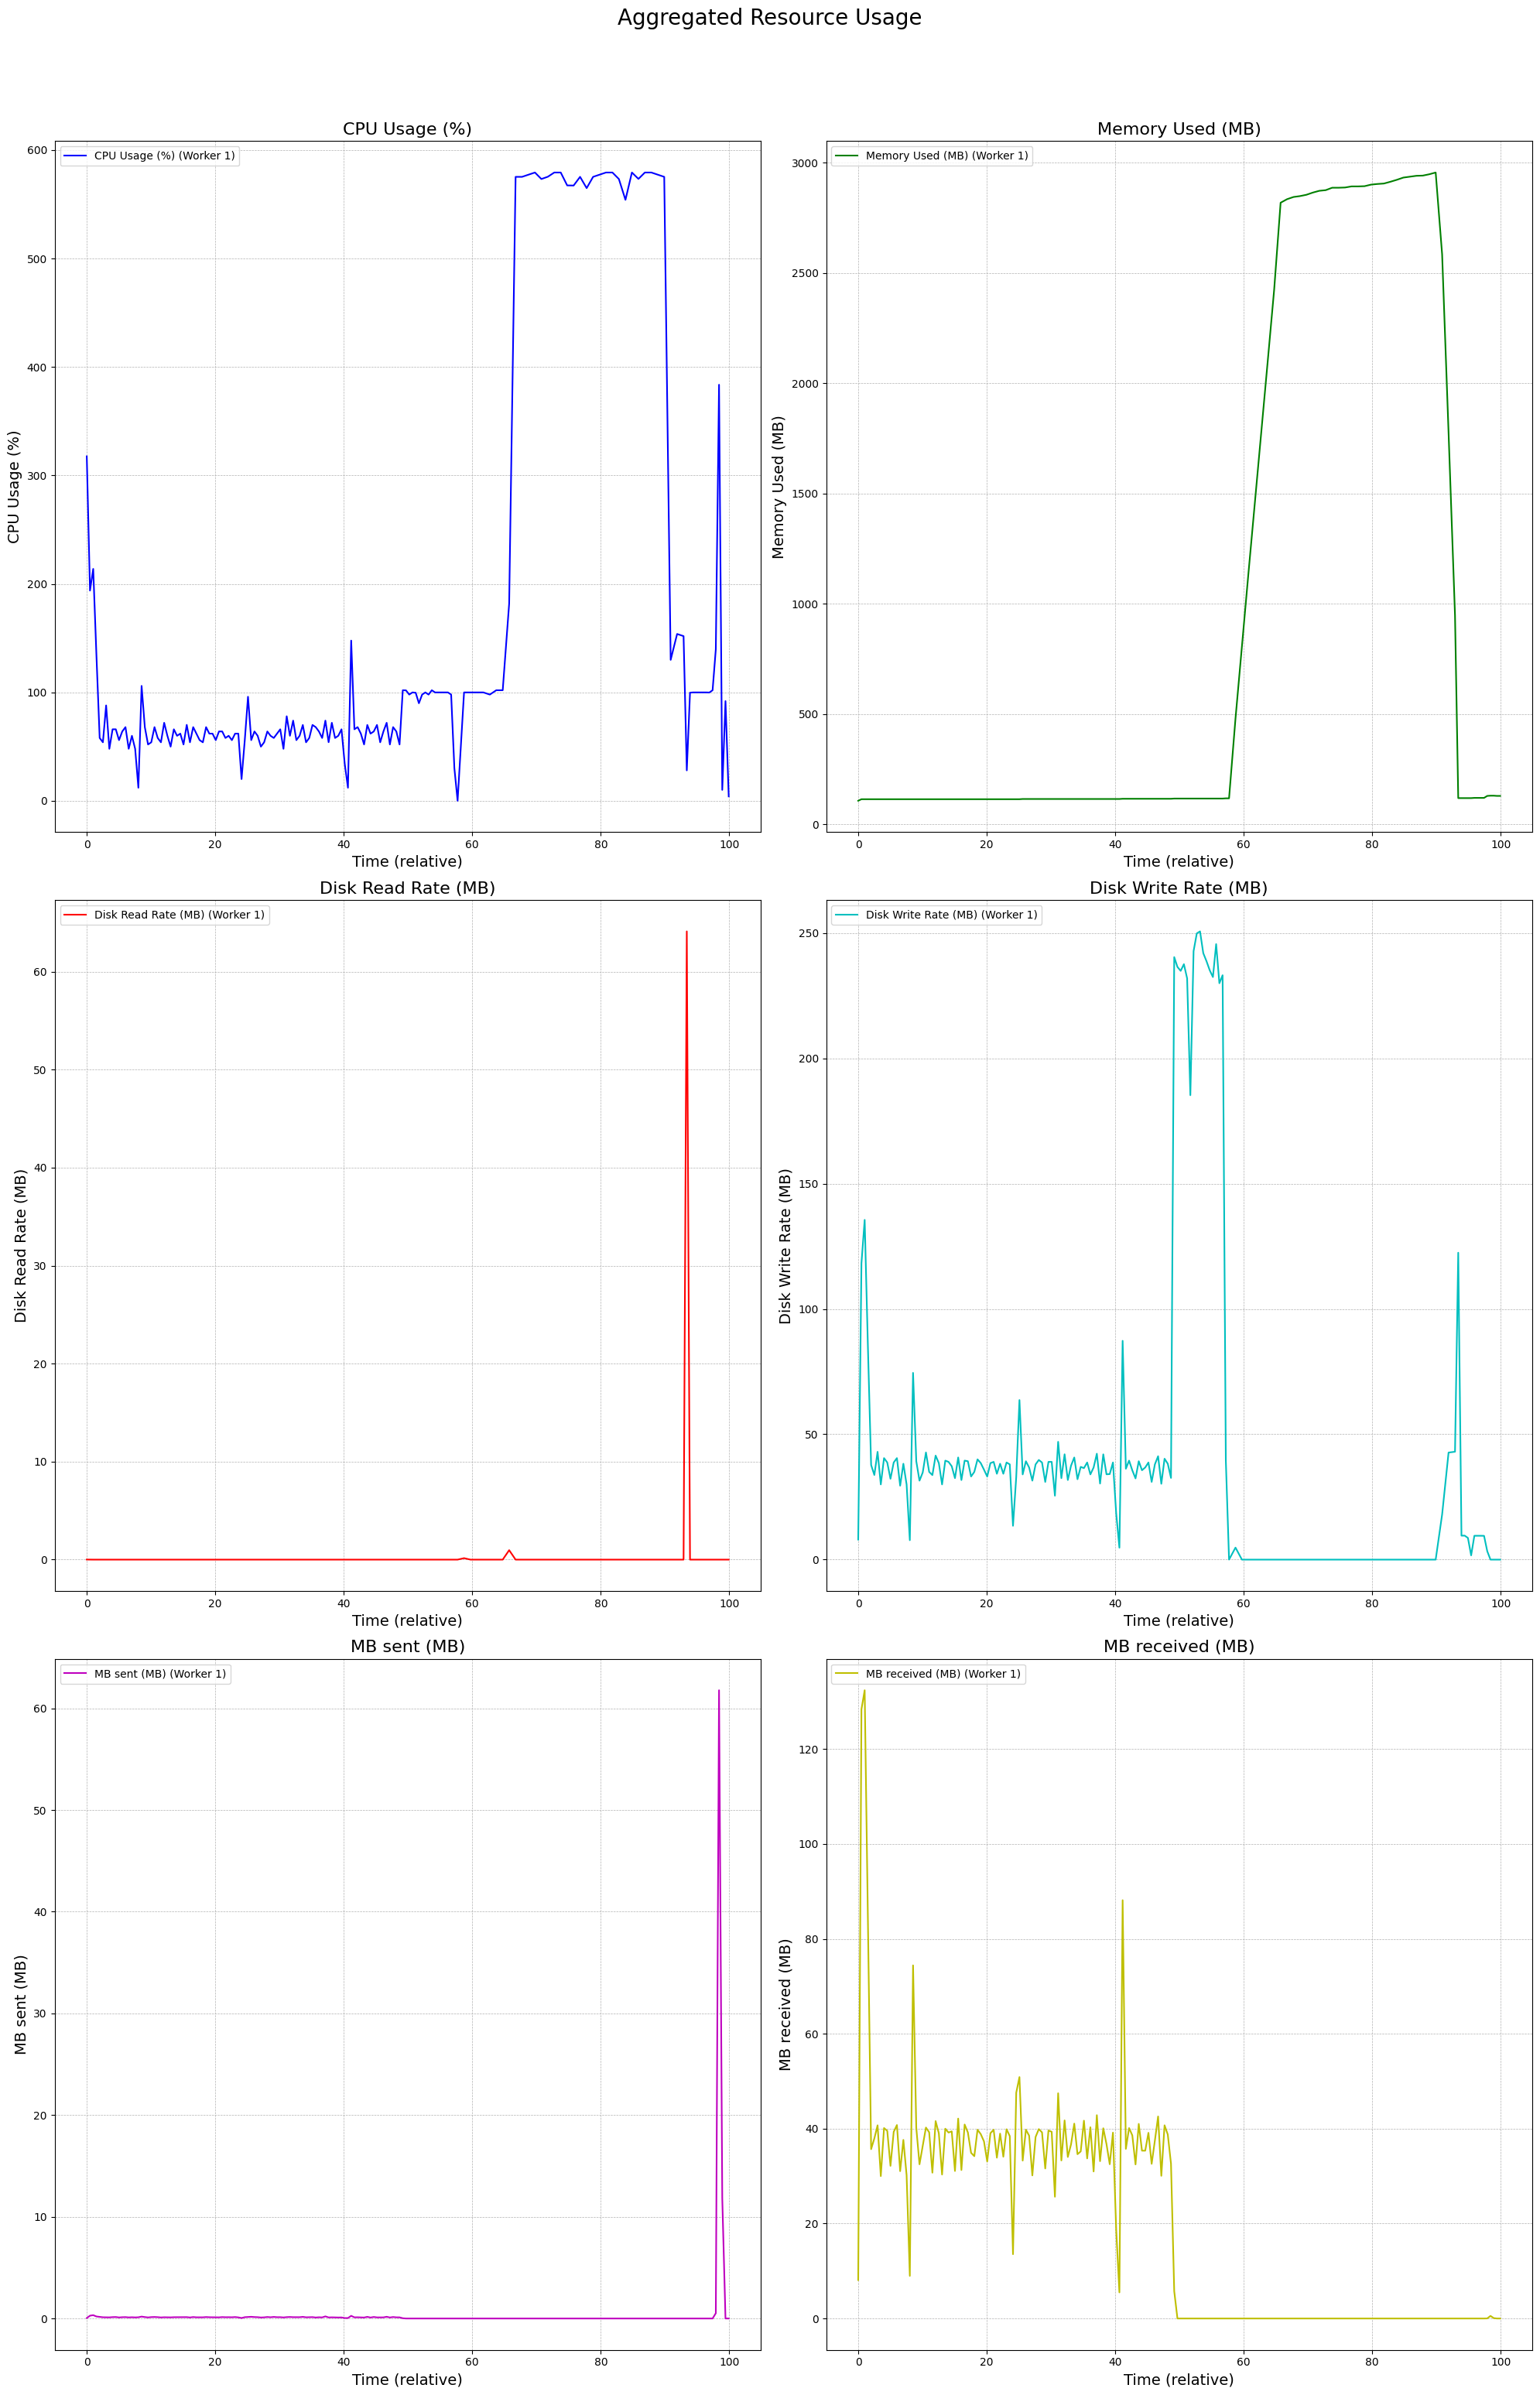 Aggregated Resource Usage
CPU Usage (%)
CPU Usage (%) (Worker 1)
CPU Usage (%)
600
500
400
300
200
100
0
0 20 40 60 80 100
Time (relative)
Memory Used (MB)
Memory Used (MB) (Worker 1)
Memory Used (MB)
3000
2500
2000
1500
1000
500
0
0 20 40 60 80 100
Time (relative)
Disk Read Rate (MB)
Disk Read Rate (MB) (Worker 1)
Disk Read Rate (MB)
60
50
40
30
20
10
0
0 20 40 60 80 100
Time (relative)
Disk Write Rate (MB)
Disk Write Rate (MB) (Worker 1)
Disk Write Rate (MB)
250
200
150
100
50
0
0 20 40 60 80 100
Time (relative)
MB sent (MB)
MB sent (MB) (Worker 1)
MB sent (MB)
60
50
40
30
20
10
0
0 20 40 60 80 100
Time (relative)
MB received (MB)
MB received (MB) (Worker 1)
MB received (MB)
120
100
80
60
40
20
0
0 20 40 60 80 100
Time (relative)